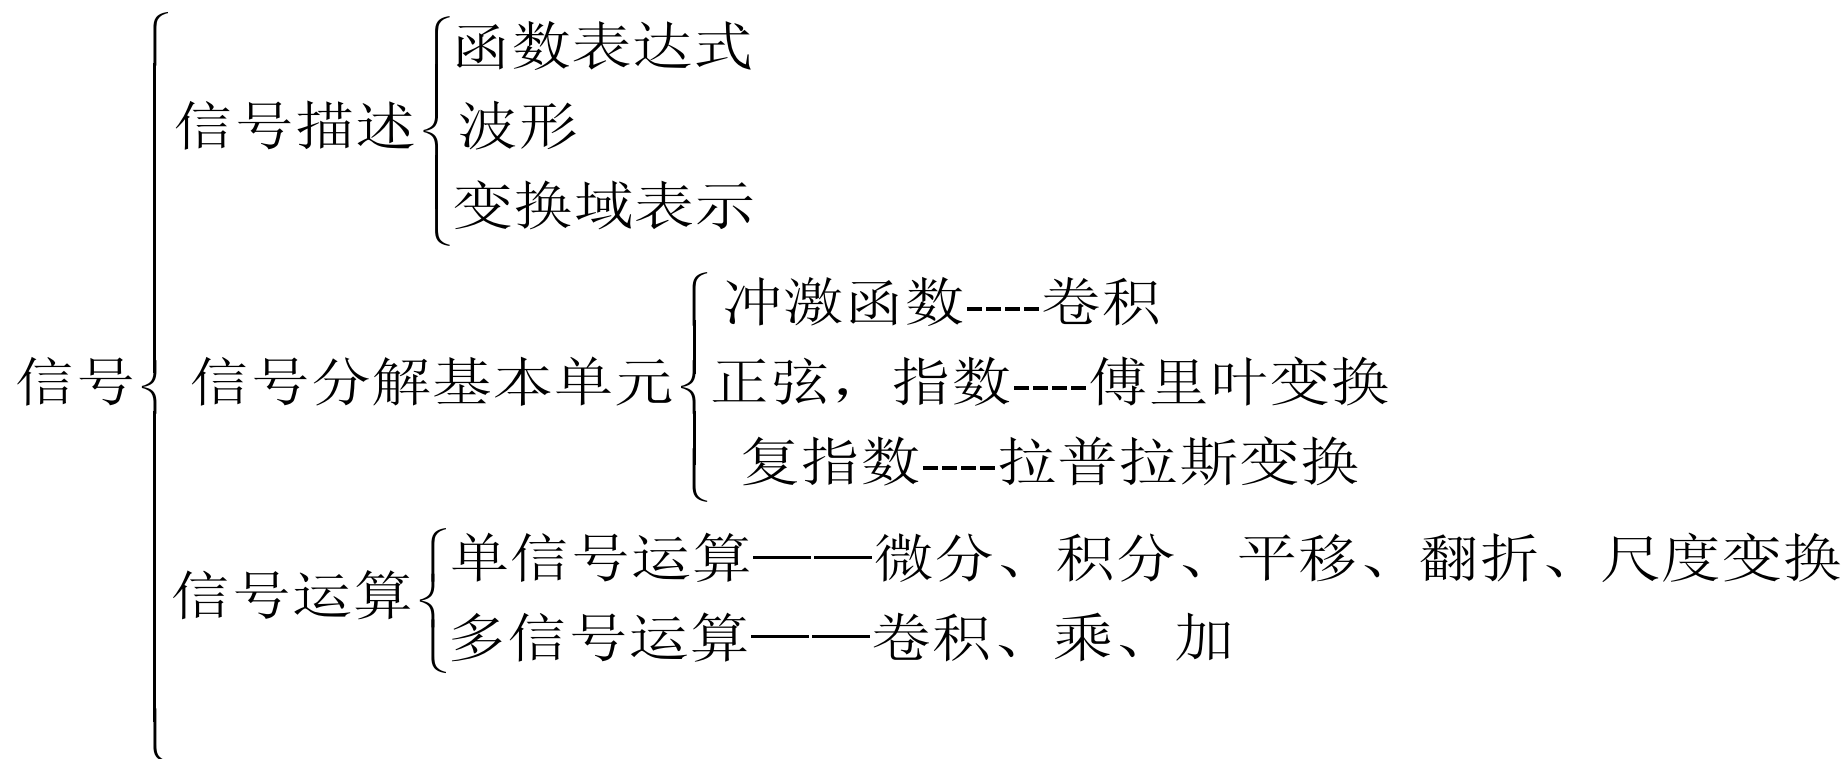 函数表达式
信号描述 波形
变换域表示
冲激函数----卷积
信号 信号分解基本单元 正弦，指数----傅里叶变换
复指数----拉普拉斯变换
单信号运算——微分、积分、平移、翻折、尺度变换
信号运算
多信号运算——卷积、乘、加